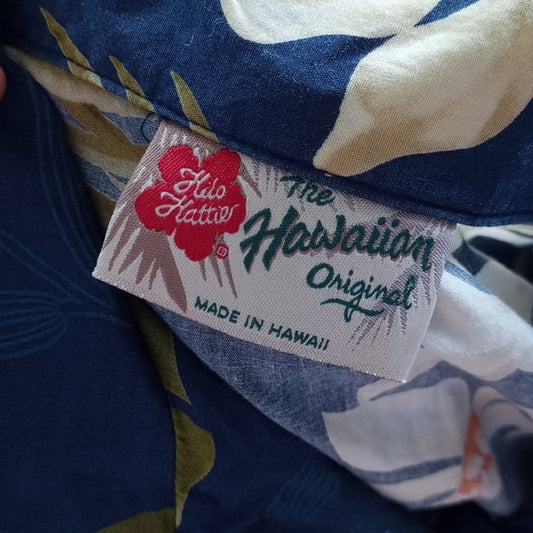 Hilo
Hattie
The
Hawaiian
Original
MADE IN HAWAII